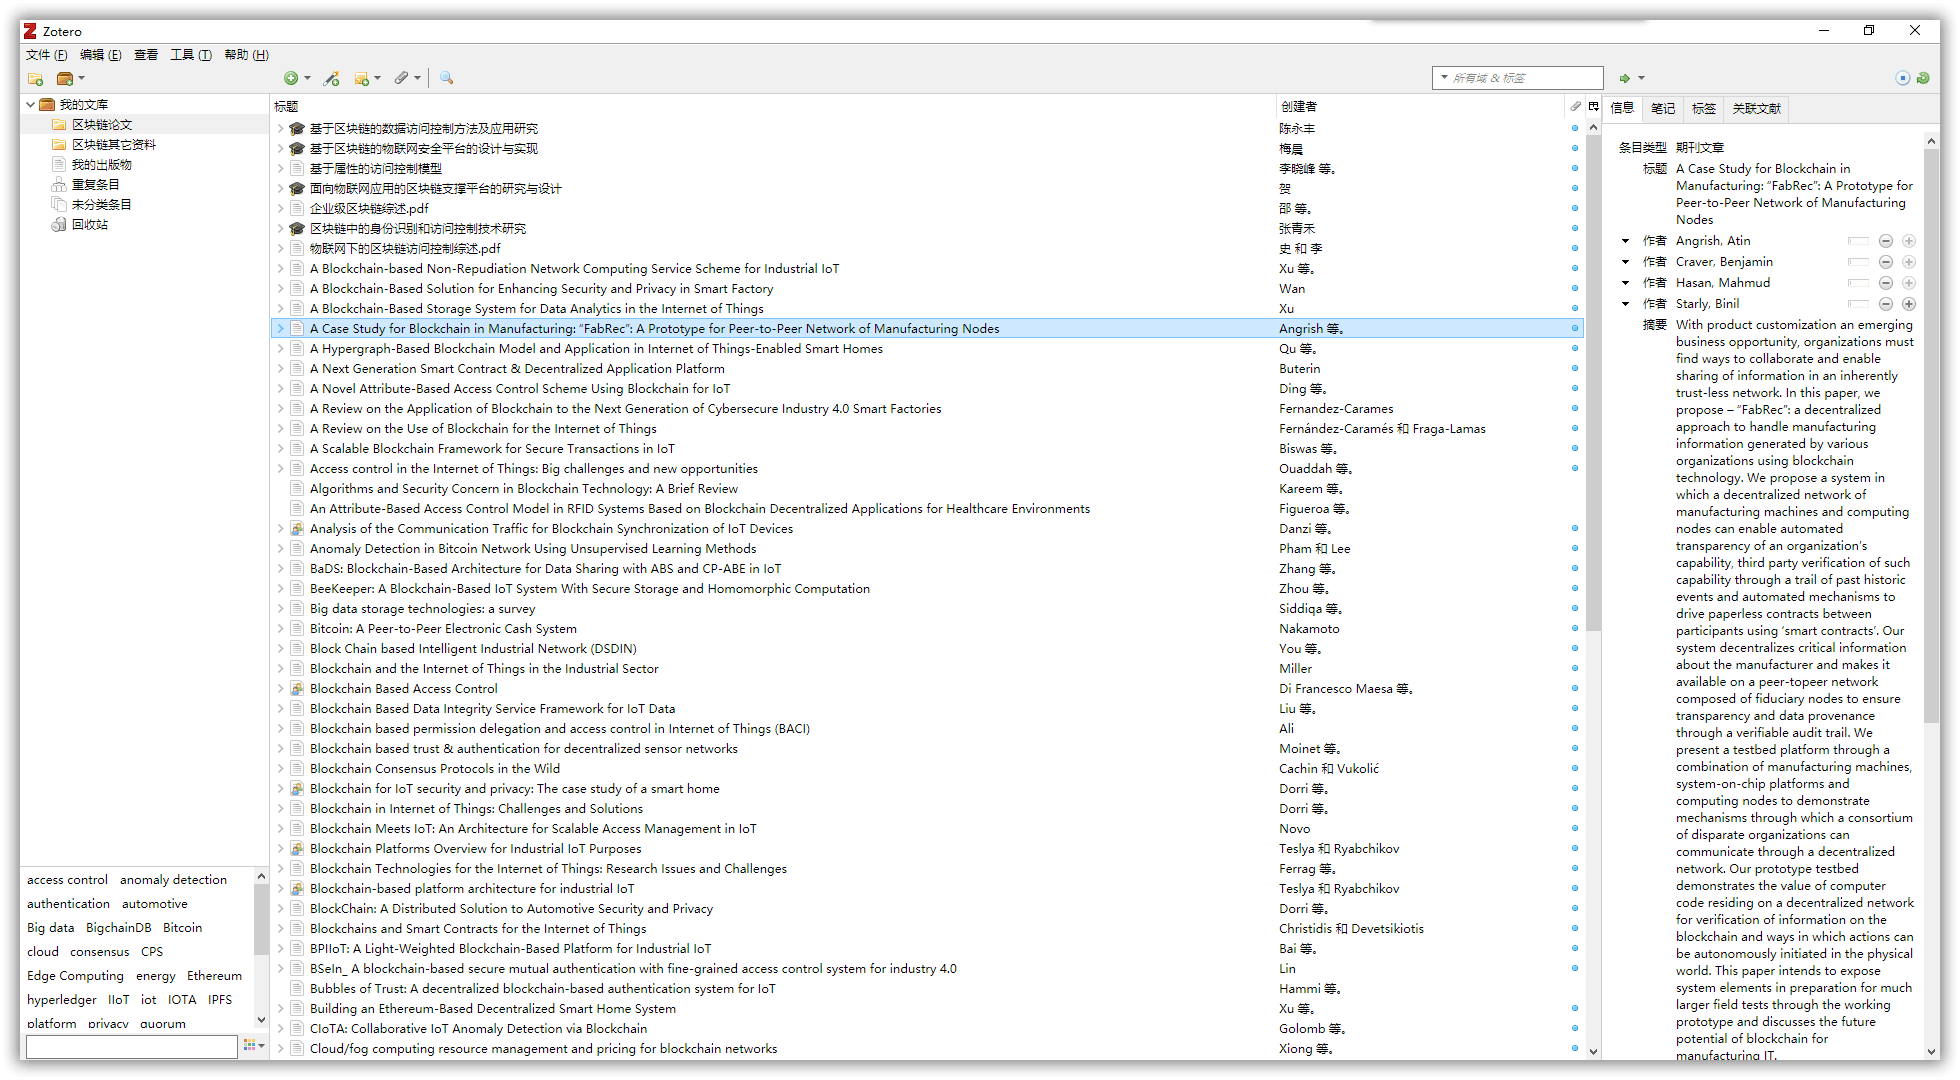 Zotero
文件 (F) 编辑 (E) 查看 工具 (T) 帮助 (H)
所有域 & 标签
我的文库
区块链论文
区块链其它资料
我的出版物
重复条目
未分类条目
回收站
access control anomaly detection
authentication automotive
Big data BigchainDB Bitcoin
cloud consensus CPS
Edge Computing energy Ethereum
hyperledger IIoT iot IOTA IPFS
platform privacy quorum
标题 创建者
基于区块链的数据访问控制方法及应用研究 陈永丰
基于区块链的物联网安全平台的设计与实现 梅晨
基于属性的访问控制模型 李晓峰 等。
面向物联网应用的区块链支撑平台的研究与设计 贺
企业级区块链综述.pdf 邵 等。
区块链中的身份识别和访问控制技术研究 张青禾
物联网下的区块链访问控制综述.pdf 史 和 李
A Blockchain-based Non-Repudiation Network Computing Service Scheme for Industrial IoT Xu 等。
A Blockchain-Based Solution for Enhancing Security and Privacy in Smart Factory Wan
A Blockchain-Based Storage System for Data Analytics in the Internet of Things Xu
A Case Study for Blockchain in Manufacturing: “FabRec”: A Prototype for Peer-to-Peer Network of Manufacturing Nodes Angrish 等。
A Hypergraph-Based Blockchain Model and Application in Internet of Things-Enabled Smart Homes Qu 等。
A Next Generation Smart Contract & Decentralized Application Platform Buterin
A Novel Attribute-Based Access Control Scheme Using Blockchain for IoT Ding 等。
A Review on the Application of Blockchain to the Next Generation of Cybersecure Industry 4.0 Smart Factories Fernandez-Carames
A Review on the Use of Blockchain for the Internet of Things Fernández-Caramés 和 Fraga-Lamas
A Scalable Blockchain Framework for Secure Transactions in IoT Biswas 等。
Access control in the Internet of Things: Big challenges and new opportunities Ouaddah 等。
Algorithms and Security Concern in Blockchain Technology: A Brief Review Kareem 等。
An Attribute-Based Access Control Model in RFID Systems Based on Blockchain Decentralized Applications for Healthcare Environments Figueroa 等。
Analysis of the Communication Traffic for Blockchain Synchronization of IoT Devices Danzi 等。
Anomaly Detection in Bitcoin Network Using Unsupervised Learning Methods Pham 和 Lee
BaDS: Blockchain-Based Architecture for Data Sharing with ABS and CP-ABE in IoT Zhang 等。
BeeKeeper: A Blockchain-Based IoT System With Secure Storage and Homomorphic Computation Zhou 等。
Big data storage technologies: a survey Siddiqa 等。
Bitcoin: A Peer-to-Peer Electronic Cash System Nakamoto
Block Chain based Intelligent Industrial Network (DSDIN) You 等。
Blockchain and the Internet of Things in the Industrial Sector Miller
Blockchain Based Access Control Di Francesco Maesa 等。
Blockchain Based Data Integrity Service Framework for IoT Data Liu 等。
Blockchain based permission delegation and access control in Internet of Things (BACI) Ali
Blockchain based trust & authentication for decentralized sensor networks Moinet 等。
Blockchain Consensus Protocols in the Wild Cachin 和 Vukolić
Blockchain for IoT security and privacy: The case study of a smart home Dorri 等。
Blockchain in Internet of Things: Challenges and Solutions Dorri 等。
Blockchain Meets IoT: An Architecture for Scalable Access Management in IoT Novo
Blockchain Platforms Overview for Industrial IoT Purposes Teslya 和 Ryabchikov
Blockchain Technologies for the Internet of Things: Research Issues and Challenges Ferrag 等。
Blockchain-based platform architecture for industrial IoT Teslya 和 Ryabchikov
BlockChain: A Distributed Solution to Automotive Security and Privacy Dorri 等。
Blockchains and Smart Contracts for the Internet of Things Christidis 和 Devetsikiotis
BPIIoT: A Light-Weighted Blockchain-Based Platform for Industrial IoT Bai 等。
BSeIn_ A blockchain-based secure mutual authentication with fine-grained access control system for industry 4.0 Lin
Bubbles of Trust: A decentralized blockchain-based authentication system for IoT Hammi 等。
Building an Ethereum-Based Decentralized Smart Home System Xu 等。
CIoTA: Collaborative IoT Anomaly Detection via Blockchain Golomb 等。
Cloud/fog computing resource management and pricing for blockchain networks Xiong 等。
信息 笔记 标签 关联文献
条目类型 期刊文章
标题 A Case Study for Blockchain in
Manufacturing: “FabRec”: A Prototype for
Peer-to-Peer Network of Manufacturing
Nodes
作者 Angrish, Atin
作者 Craver, Benjamin
作者 Hasan, Mahmud
作者 Starly, Binil
摘要 With product customization an emerging
business opportunity, organizations must
find ways to collaborate and enable
sharing of information in an inherently
trust-less network. In this paper, we
propose – “FabRec”: a decentralized
approach to handle manufacturing
information generated by various
organizations using blockchain
technology. We propose a system in
which a decentralized network of
manufacturing machines and computing
nodes can enable automated
transparency of an organization’s
capability, third party verification of such
capability through a trail of past historic
events and automated mechanisms to
drive paperless contracts between
participants using ‘smart contracts’. Our
system decentralizes critical information
about the manufacturer and makes it
available on a peer-topeer network
composed of fiduciary nodes to ensure
transparency and data provenance
through a verifiable audit trail. We
present a testbed platform through a
combination of manufacturing machines,
system-on-chip platforms and
computing nodes to demonstrate
mechanisms through which a consortium
of disparate organizations can
communicate through a decentralized
network. Our prototype testbed
demonstrates the value of computer
code residing on a decentralized network
for verification of information on the
blockchain and ways in which actions can
be autonomously initiated in the physical
world. This paper intends to expose
system elements in preparation for much
larger field tests through the working
prototype and discusses the future
potential of blockchain for
manufacturing IT.